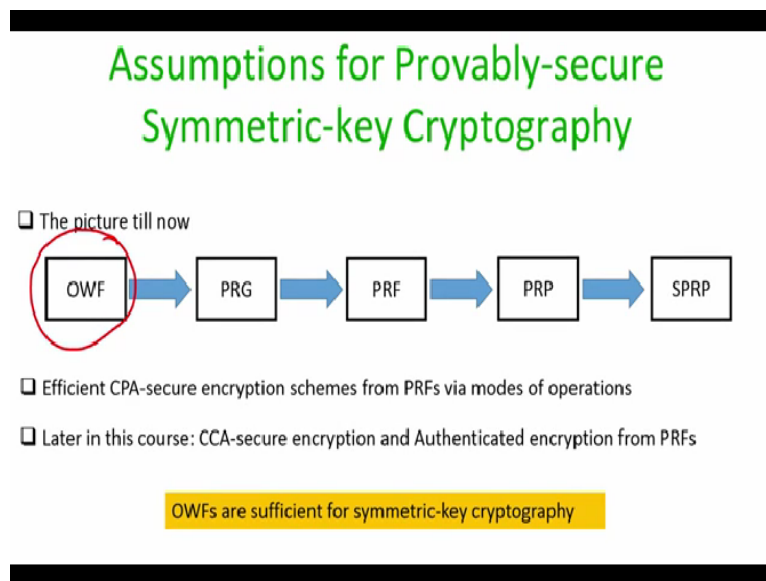 Assumptions for Provably-secure
Symmetric-key Cryptography
The picture till now
OWF PRG PRF PRP SPRP
Efficient CPA-secure encryption schemes from PRFs via modes of operations
Later in this course: CCA-secure encryption and Authenticated encryption from PRFs
OWFs are sufficient for symmetric-key cryptography